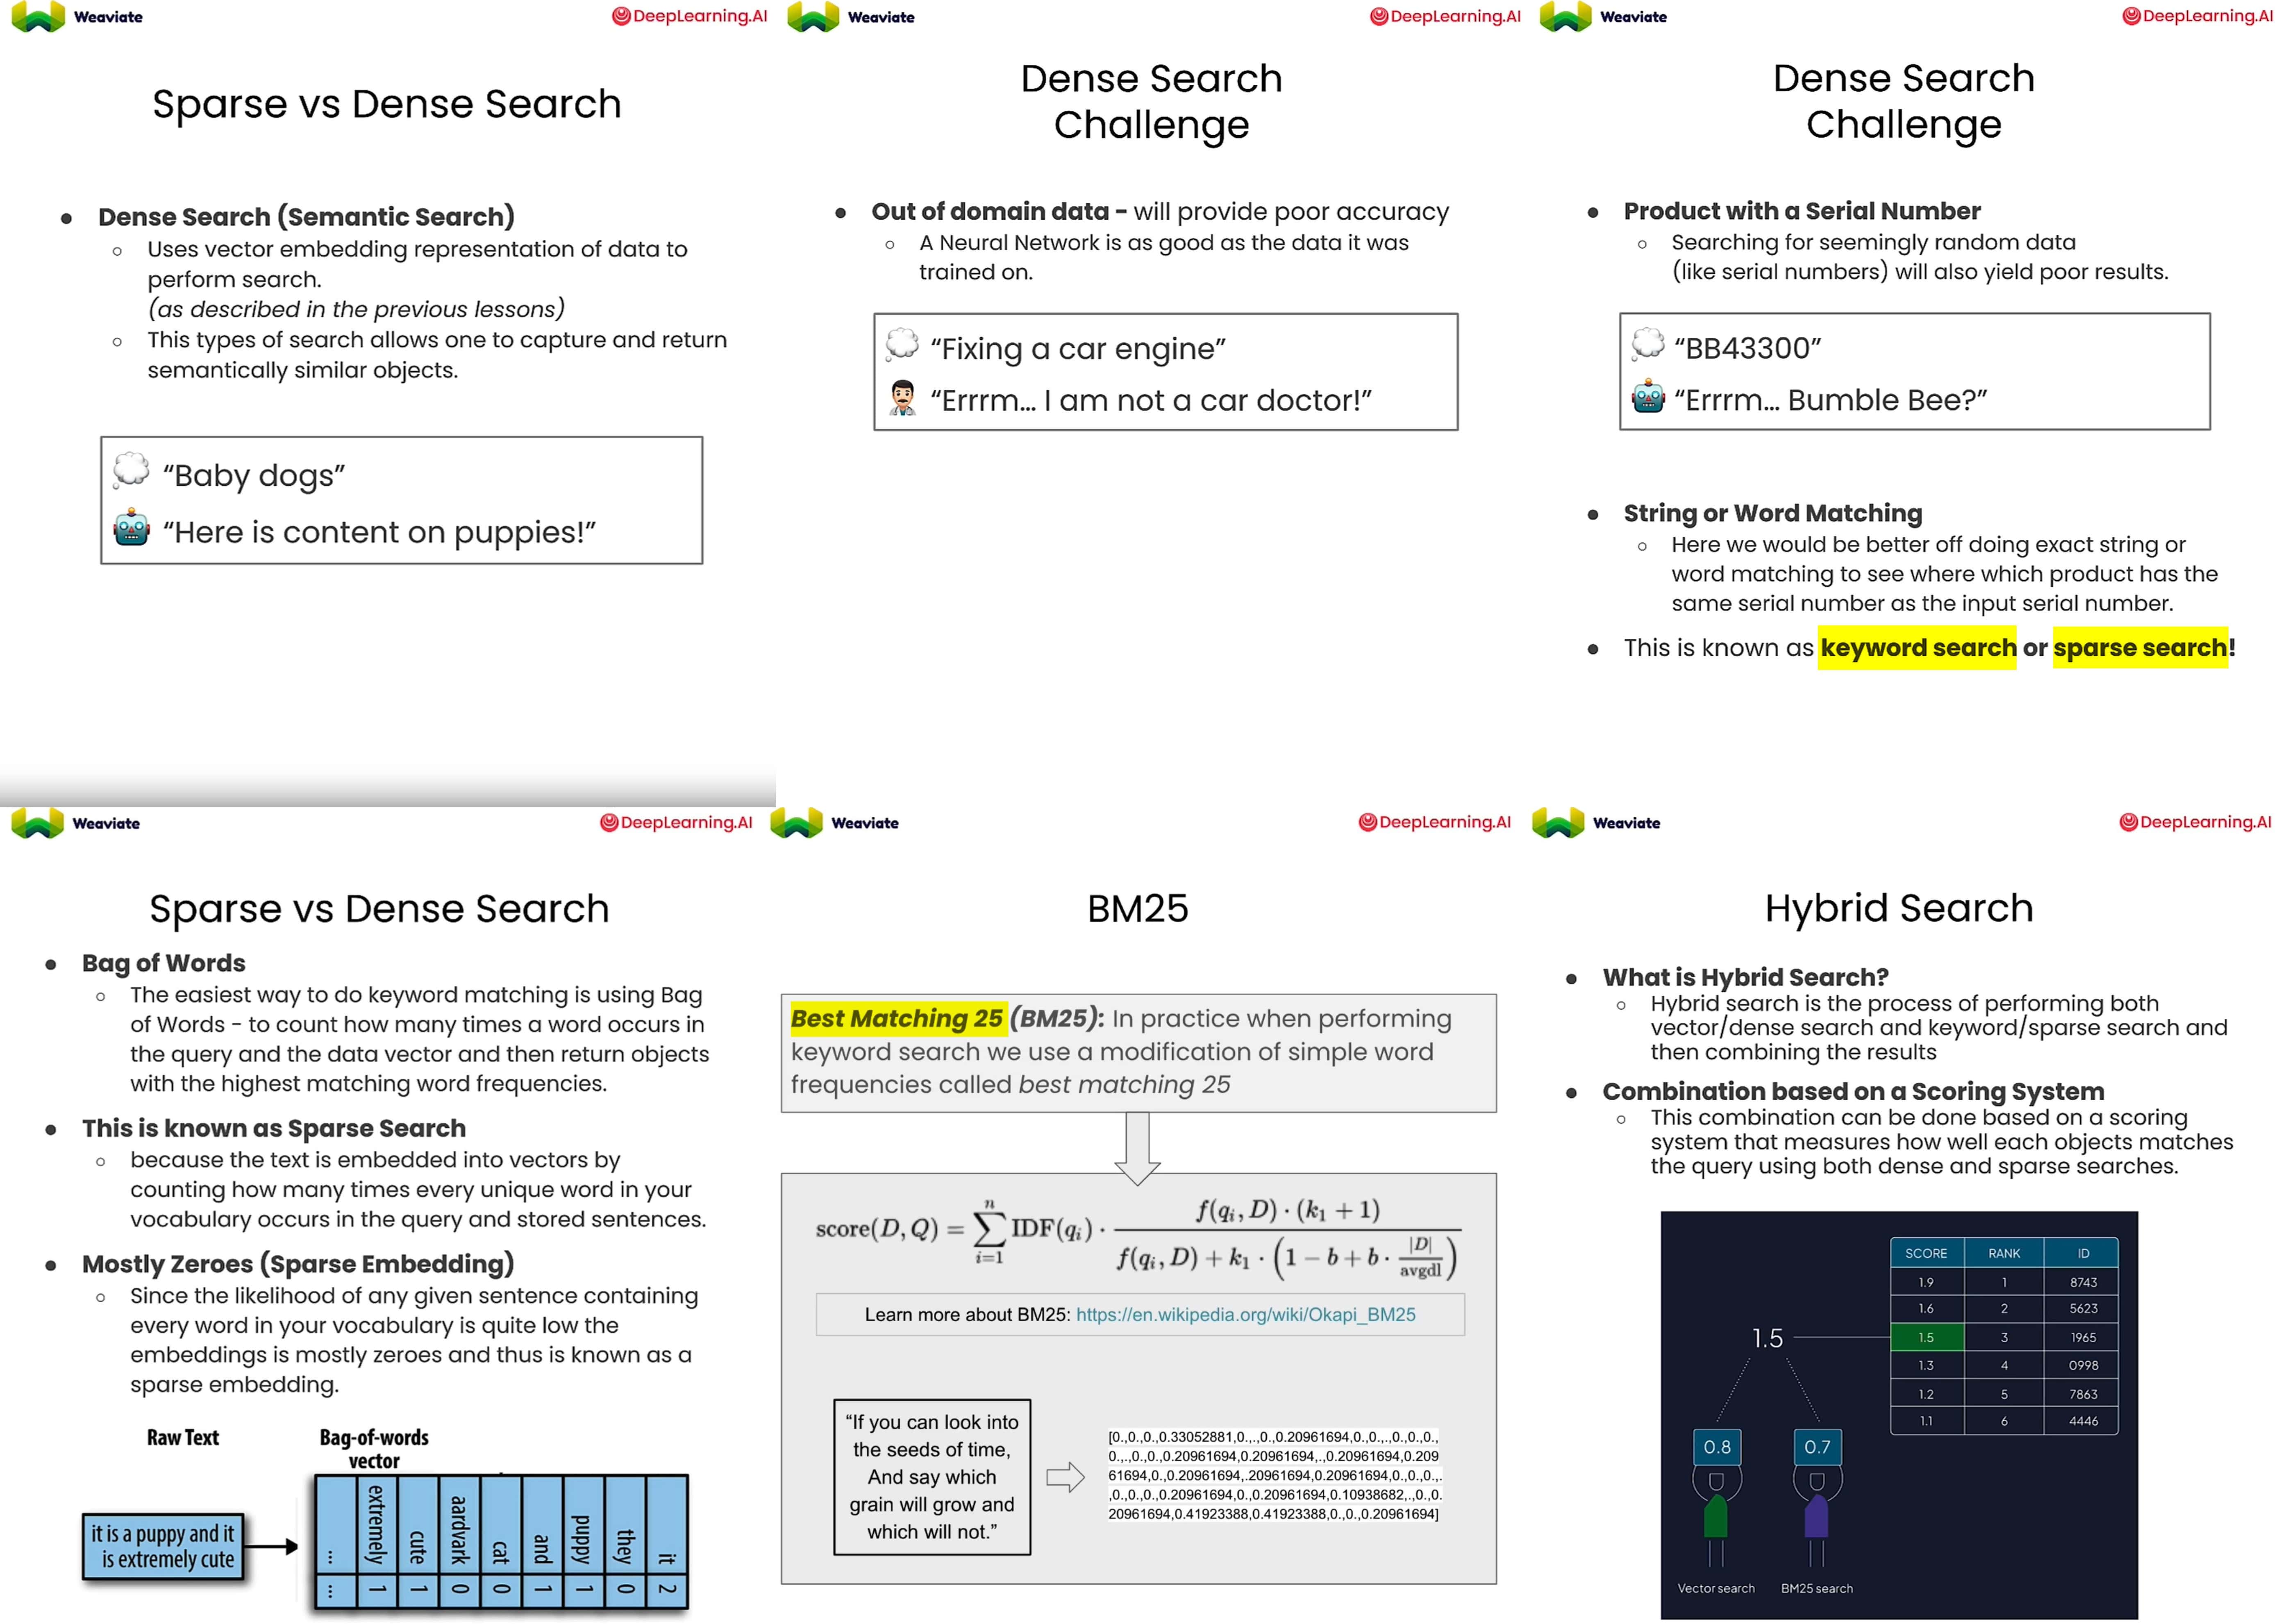 Weaviate
DeepLearning.AI
Sparse vs Dense Search
● Dense Search (Semantic Search)
○ Uses vector embedding representation of data to
perform search.
(as described in the previous lessons)
○ This types of search allows one to capture and return
semantically similar objects.
“Baby dogs”
“Here is content on puppies!”
Weaviate
DeepLearning.AI
Dense Search
Challenge
● Out of domain data - will provide poor accuracy
○ A Neural Network is as good as the data it was
trained on.
“Fixing a car engine”
“Errrm... I am not a car doctor!”
Weaviate
DeepLearning.AI
Dense Search
Challenge
● Product with a Serial Number
○ Searching for seemingly random data
(like serial numbers) will also yield poor results.
“BB43300”
“Errrm... Bumble Bee?”
● String or Word Matching
○ Here we would be better off doing exact string or
word matching to see where which product has the
same serial number as the input serial number.
● This is known as keyword search or sparse search!
Weaviate
DeepLearning.AI
Sparse vs Dense Search
● Bag of Words
○ The easiest way to do keyword matching is using Bag
of Words - to count how many times a word occurs in
the query and the data vector and then return objects
with the highest matching word frequencies.
● This is known as Sparse Search
○ because the text is embedded into vectors by
counting how many times every unique word in your
vocabulary occurs in the query and stored sentences.
● Mostly Zeroes (Sparse Embedding)
○ Since the likelihood of any given sentence containing
every word in your vocabulary is quite low the
embeddings is mostly zeroes and thus is known as a
sparse embedding.
Raw Text
Bag-of-words
vector
it is a puppy and it
is extremely cute
... extremely cute aardvark cat and puppy they it
... 1 1 0 0 1 1 0 2
Weaviate
DeepLearning.AI
BM25
Best Matching 25 (BM25): In practice when performing
keyword search we use a modification of simple word
frequencies called best matching 25
score(D, Q) = ∑ᵢ₌₁ⁿ IDF(qᵢ) · f(qᵢ, D) · (k₁ + 1) / (f(qᵢ, D) + k₁ · (1 − b + b · |D| / avgdl))
Learn more about BM25: https://en.wikipedia.org/wiki/Okapi_BM25
“If you can look into
the seeds of time,
And say which
grain will grow and
which will not.”
[0.,0.,0.,0.,0.33052881,0.,.,0.,0.20961694,0.,0.,.,0.,0.,0.,
0.,.,0.,0.,0.20961694,0.20961694,.,0.20961694,0.209
61694,0.,0.20961694,.20961694,0.20961694,0.,0.,0.,.
,0.,0.,0.,0.20961694,0.,0.20961694,0.10938682,.,0.,0.
20961694,0.41923388,0.41923388,0.,0.,0.20961694]
Weaviate
DeepLearning.AI
Hybrid Search
● What is Hybrid Search?
○ Hybrid search is the process of performing both
vector/dense search and keyword/sparse search and
then combining the results
● Combination based on a Scoring System
○ This combination can be done based on a scoring
system that measures how well each objects matches
the query using both dense and sparse searches.
SCORE RANK ID
1.9 1 8743
1.6 2 5623
1.5 3 1965
1.3 4 0998
1.2 5 7863
1.1 6 4446
1.5
0.8 0.7
Vector search BM25 search